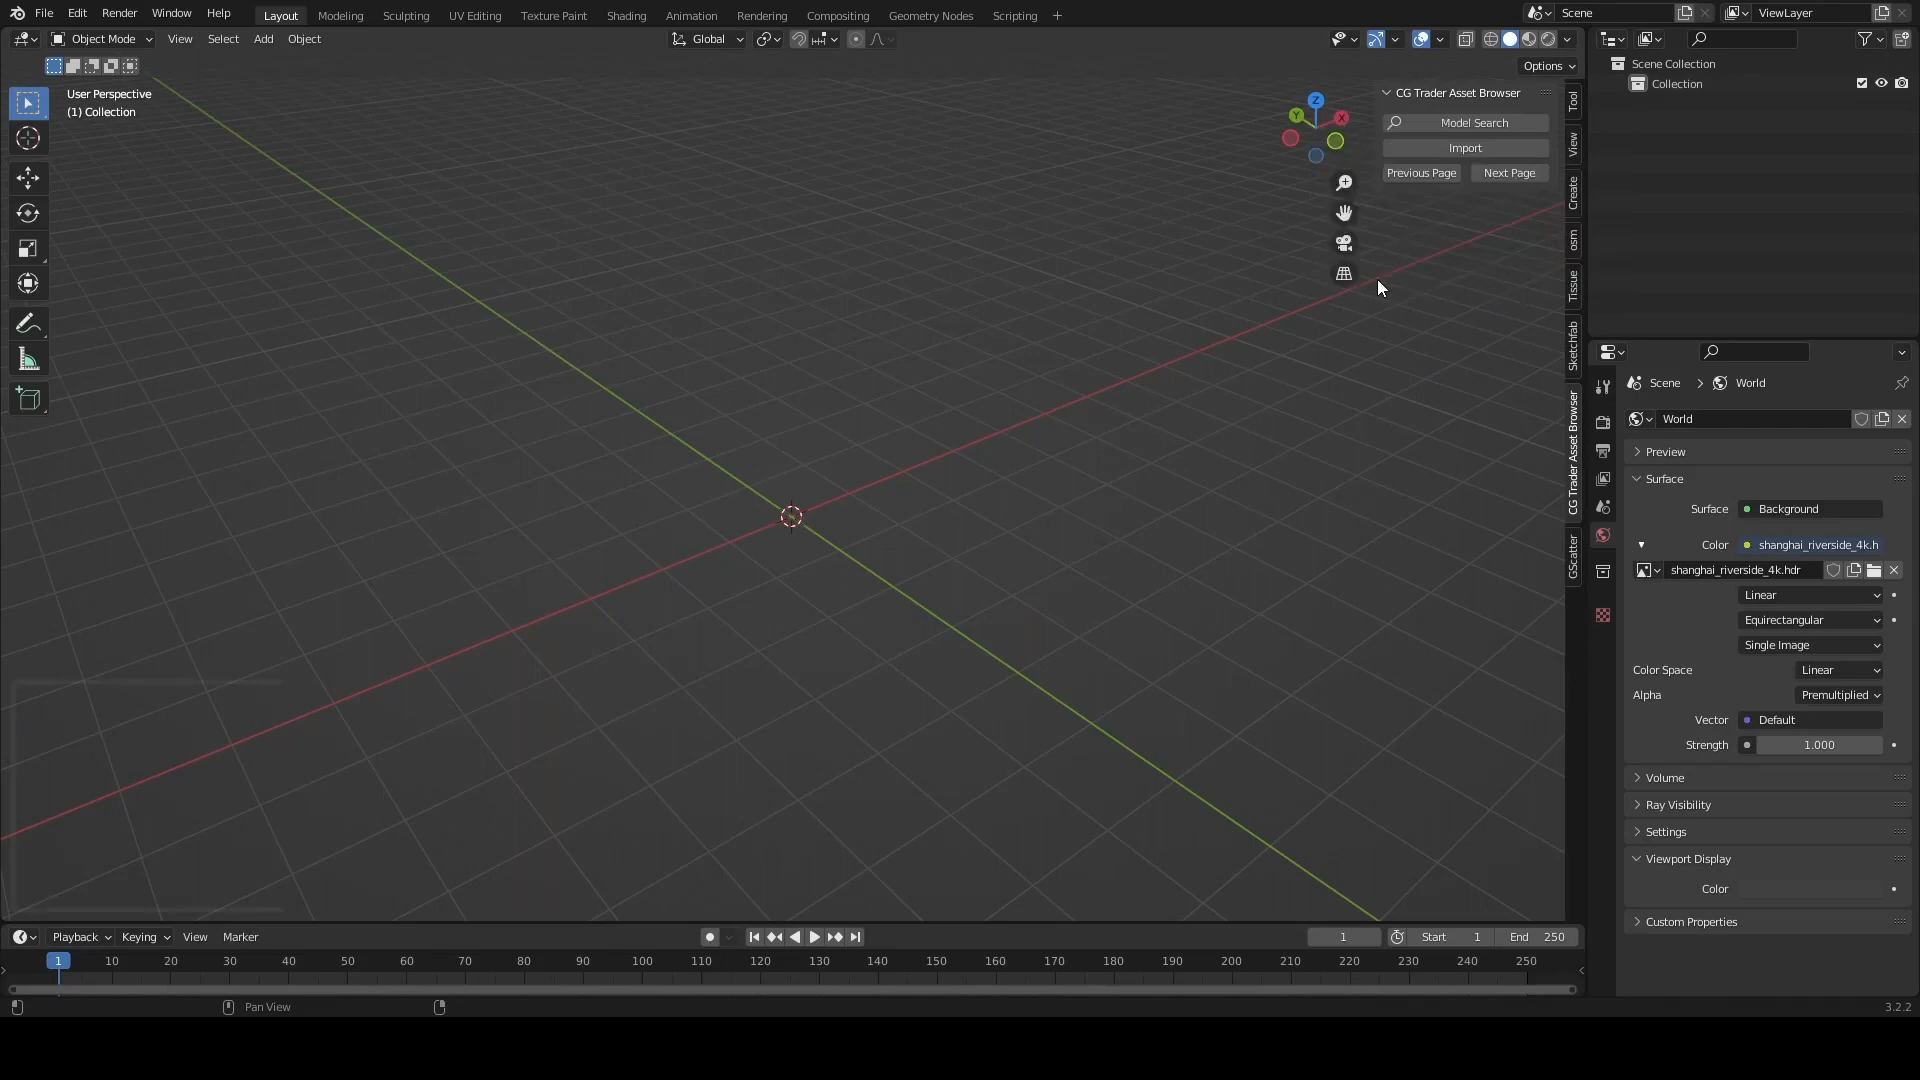 File Edit Render Window Help
Layout Modeling Sculpting UV Editing Texture Paint Shading Animation Rendering Compositing Geometry Nodes Scripting +
Scene
ViewLayer
Object Mode View Select Add Object
Global
Options
User Perspective
(1) Collection
Z
Y
X
CG Trader Asset Browser
Model Search
Import
Previous Page Next Page
Tool
View
Create
osm
Tissue
Sketchfab
CG Trader Asset Browser
GScatter
Scene Collection
Collection
Scene > World
World
Preview
Surface
Surface Background
Color shanghai_riverside_4k.h
shanghai_riverside_4k.hdr
Linear
Equirectangular
Single Image
Color Space Linear
Alpha Premultiplied
Vector Default
Strength 1.000
Volume
Ray Visibility
Settings
Viewport Display
Color
Custom Properties
Playback Keying View Marker
1 Start 1 End 250
1 10 20 30 40 50 60 70 80 90 100 110 120 130 140 150 160 170 180 190 200 210 220 230 240 250
Pan View
3.2.2